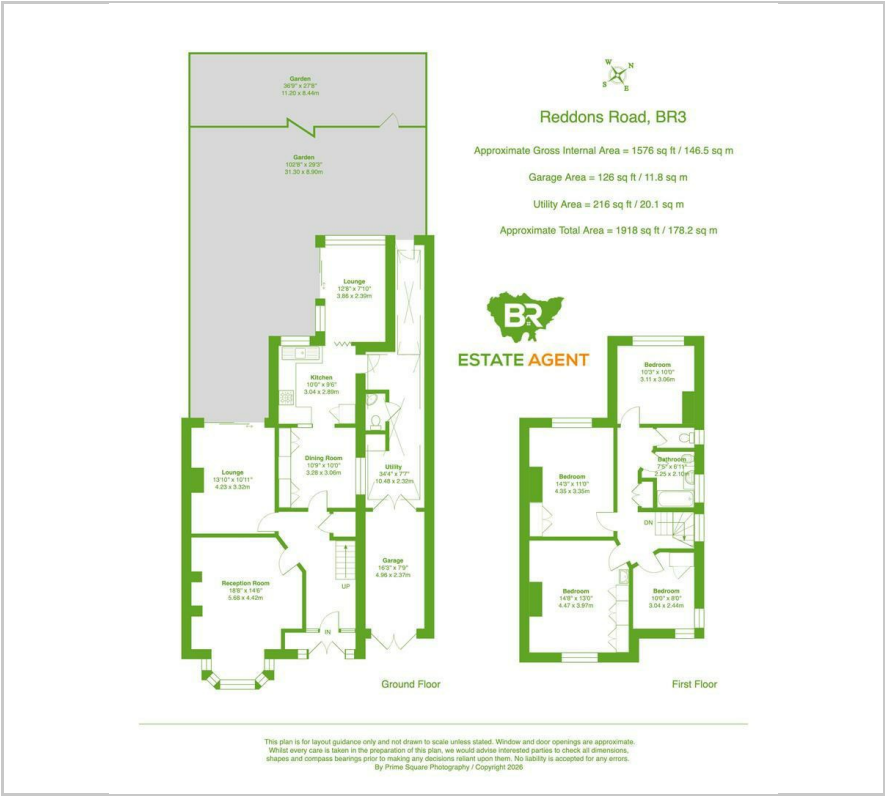 Garden
36'9" x 27'8"
11.20 x 8.44m
W N
S E
Reddons Road, BR3
Approximate Gross Internal Area = 1576 sq ft / 146.5 sq m
Garage Area = 126 sq ft / 11.8 sq m
Utility Area = 216 sq ft / 20.1 sq m
Approximate Total Area = 1918 sq ft / 178.2 sq m
Garden
102'8" x 29'3"
31.30 x 8.90m
Lounge
12'8" x 7'10"
3.86 x 2.39m
BR
ESTATE AGENT
Kitchen
10'0" x 9'6"
3.04 x 2.89m
Dining Room
10'9" x 10'0"
3.28 x 3.06m
Lounge
13'10" x 10'11"
4.23 x 3.32m
Utility
34'4" x 7'7"
10.48 x 2.32m
Garage
16'3" x 7'9"
4.96 x 2.37m
Reception Room
18'8" x 14'6"
5.68 x 4.42m
UP
IN
Ground Floor
Bedroom
10'3" x 10'0"
3.11 x 3.06m
Bathroom
7'5" x 6'11"
2.25 x 2.10m
Bedroom
14'3" x 11'0"
4.35 x 3.35m
DN
Bedroom
14'8" x 13'0"
4.47 x 3.97m
Bedroom
10'0" x 8'0"
3.04 x 2.44m
First Floor
This plan is for layout guidance only and not drawn to scale unless stated. Window and door openings are approximate.
Whilst every care is taken in the preparation of this plan, we would advise interested parties to check all dimensions,
shapes and compass bearings prior to making any decisions reliant upon them. No liability is accepted for any errors.
By Prime Square Photography / Copyright 2026